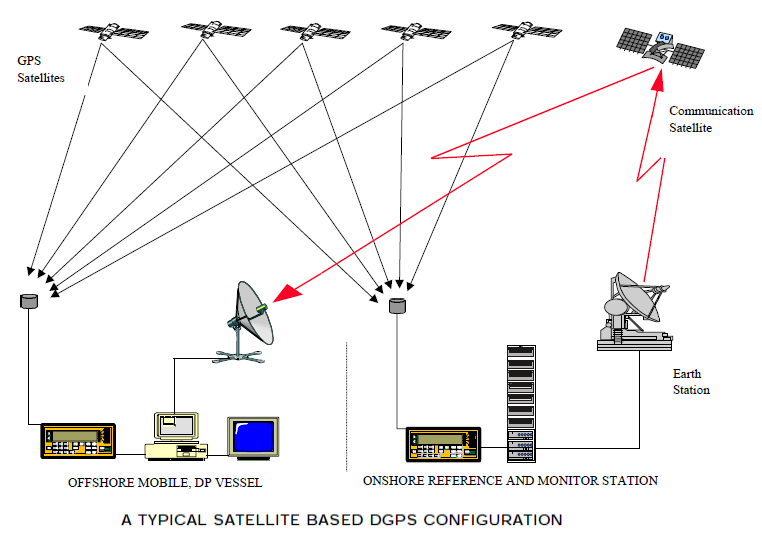 GPS
Satellites
Communication
Satellite
Earth
Station
OFFSHORE MOBILE, DP VESSEL
ONSHORE REFERENCE AND MONITOR STATION
A TYPICAL SATELLITE BASED DGPS CONFIGURATION